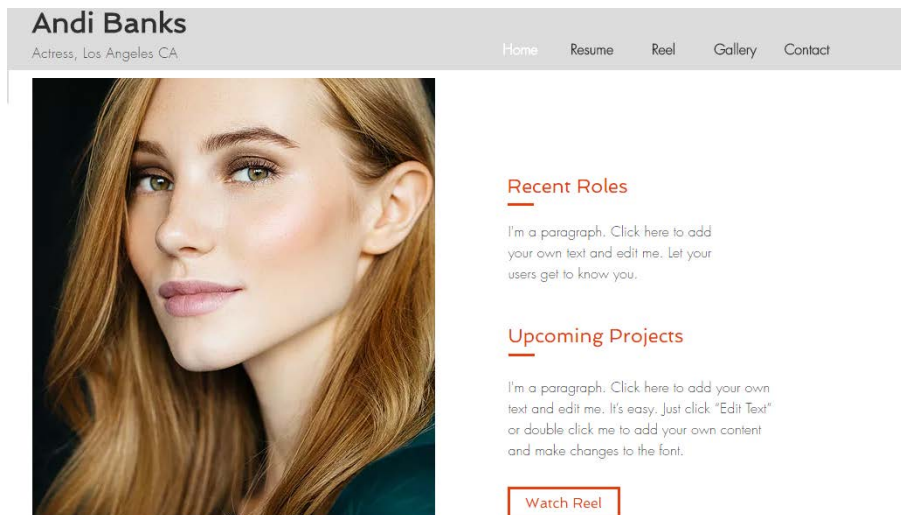 Andi Banks
Actress, Los Angeles CA
Home Resume Reel Gallery Contact
Recent Roles
I'm a paragraph. Click here to add
your own text and edit me. Let your
users get to know you.
Upcoming Projects
I'm a paragraph. Click here to add your own
text and edit me. It's easy. Just click “Edit Text”
or double click me to add your own content
and make changes to the font.
Watch Reel